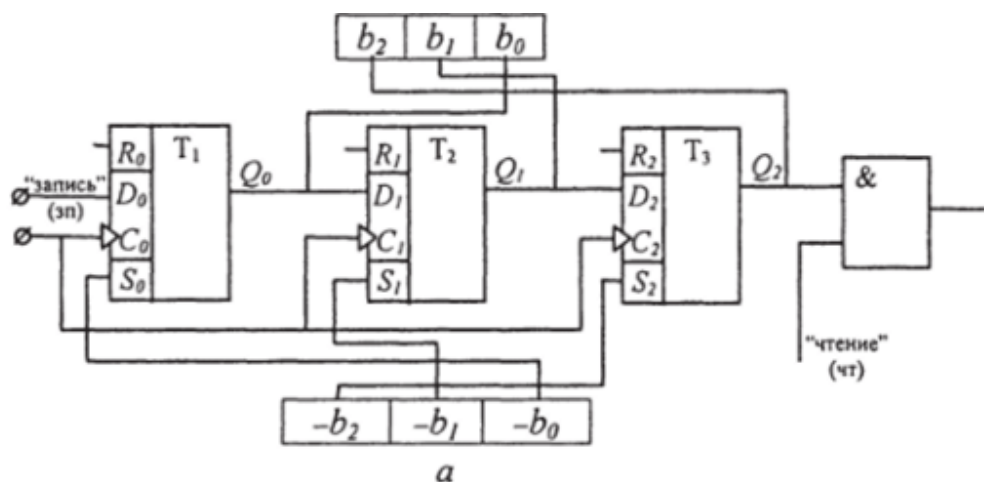 b2 b1 b0
R0 T1 Q0 R1 T2 Q1 R2 T3 Q2 &
"запись"
(зп)
D0 D1 D2
C0 C1 C2
S0 S1 S2
"чтение"
(чт)
–b2 –b1 –b0
а